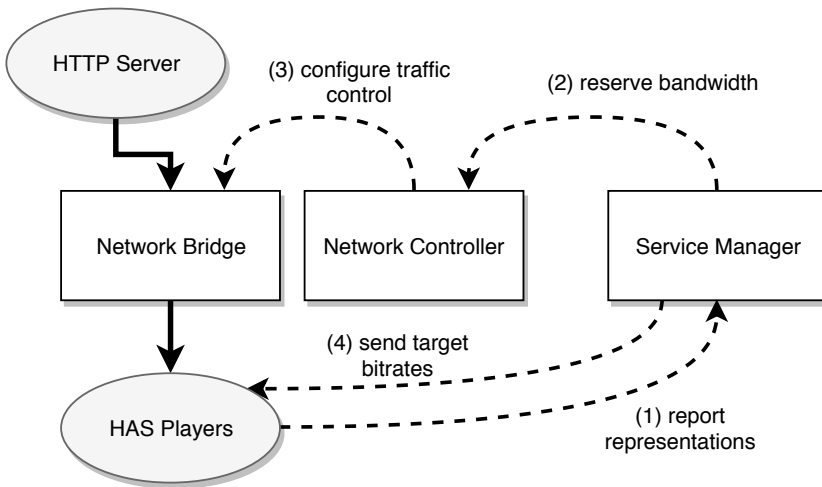 HTTP Server
(3) configure traffic
control
(2) reserve bandwidth
Network Bridge
Network Controller
Service Manager
(4) send target
bitrates
HAS Players
(1) report
representations